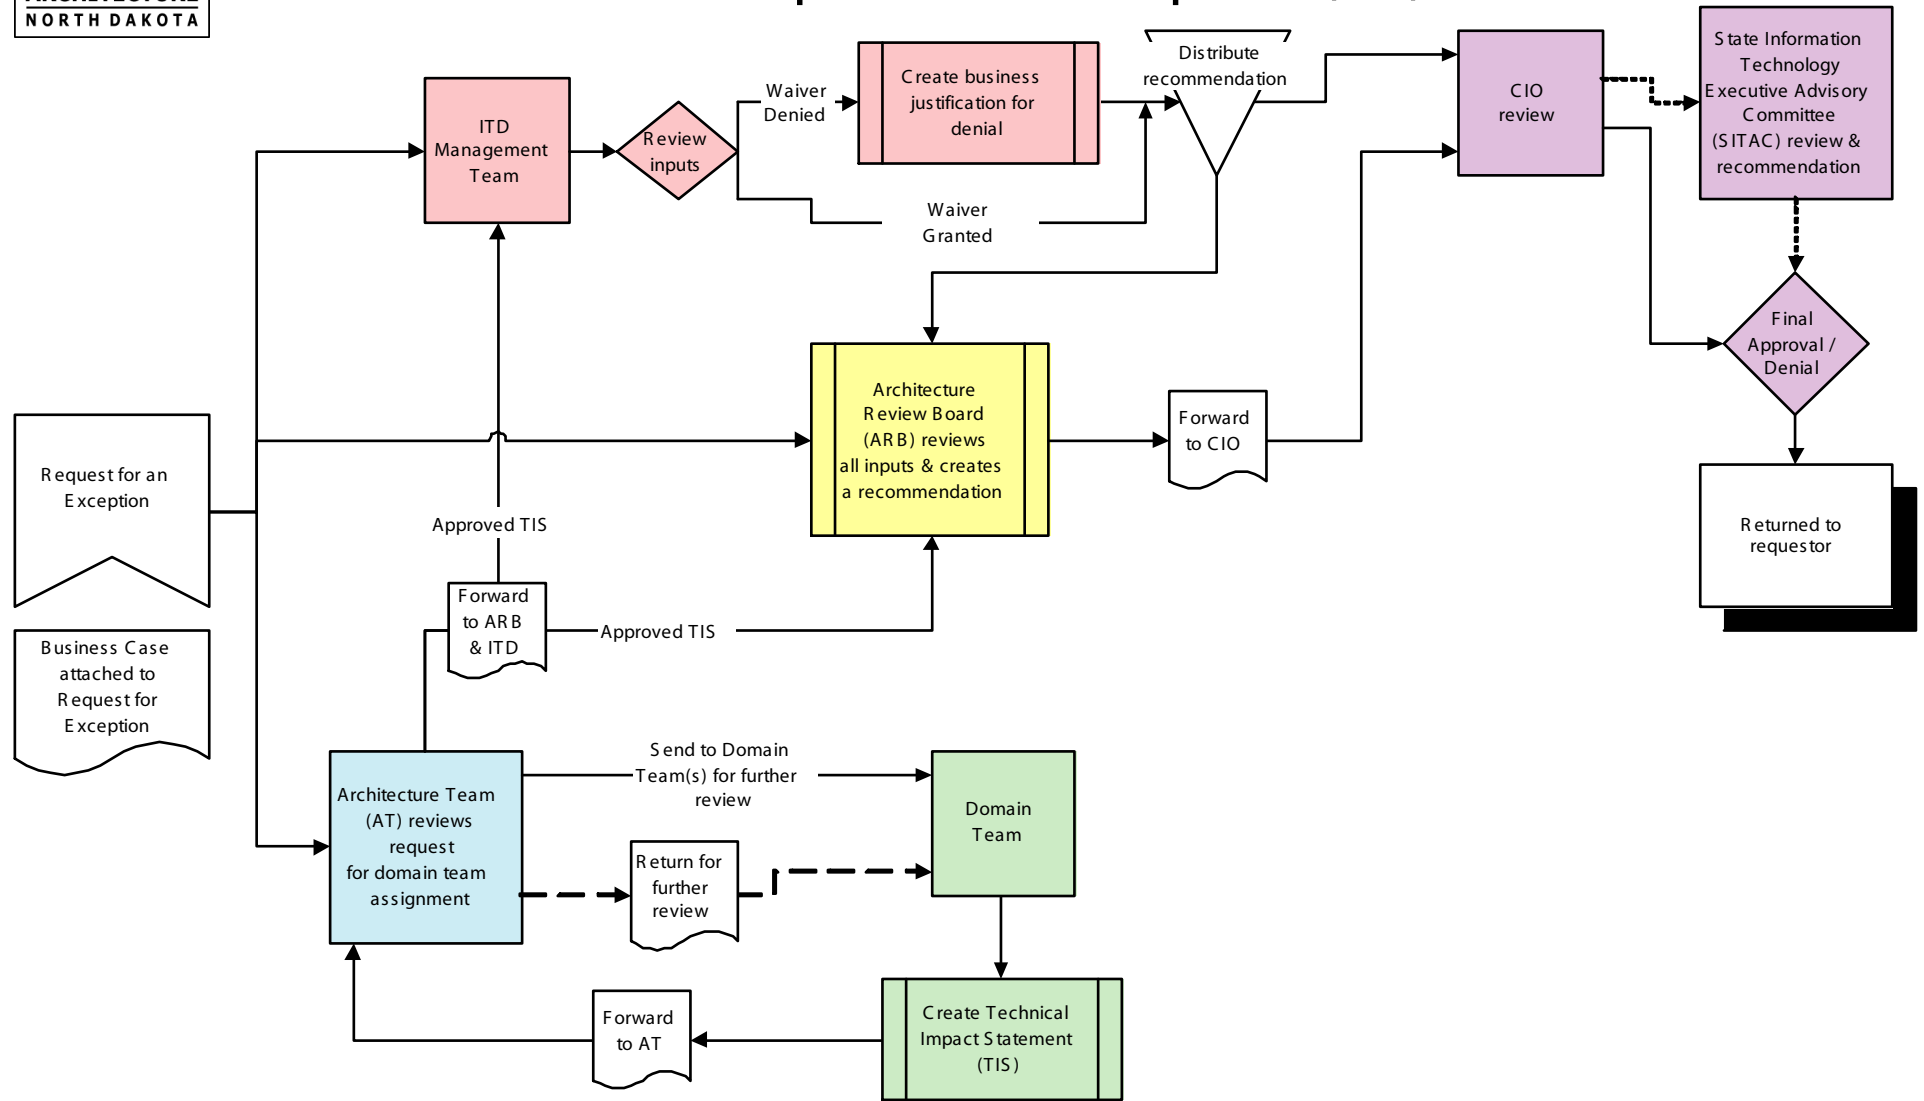 NORTH DAKOTA
Distribute
recommendation
State Information
Technology
Executive Advisory
Committee
(SITAC) review &
recommendation
Create business
justification for
denial
Waiver
Denied
CIO
review
ITD
Management
Team
Review
inputs
Waiver
Granted
Final
Approval /
Denial
Architecture
Review Board
(ARB) reviews
all inputs & creates
a recommendation
Forward
to CIO
Request for an
Exception
Approved TIS
Returned to
requestor
Forward
to ARB
& ITD
Approved TIS
Business Case
attached to
Request for
Exception
Send to Domain
Team(s) for further
review
Architecture Team
(AT) reviews
request
for domain team
assignment
Domain
Team
Return for
further
review
Forward
to AT
Create Technical
Impact Statement
(TIS)